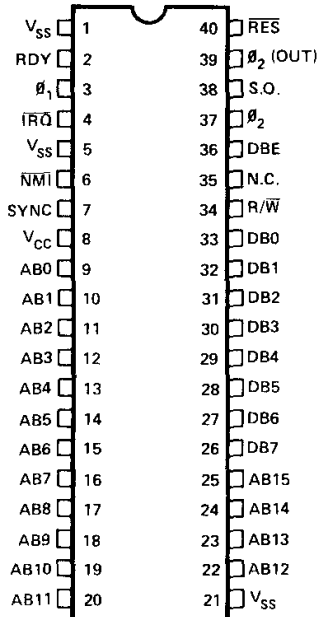 VSS 1 40 R̅E̅S̅
RDY 2 39 Ø2 (OUT)
Ø1 3 38 S.O.
I̅R̅Q̅ 4 37 Ø2
VSS 5 36 DBE
N̅M̅I̅ 6 35 N.C.
SYNC 7 34 R/W̅
VCC 8 33 DB0
AB0 9 32 DB1
AB1 10 31 DB2
AB2 11 30 DB3
AB3 12 29 DB4
AB4 13 28 DB5
AB5 14 27 DB6
AB6 15 26 DB7
AB7 16 25 AB15
AB8 17 24 AB14
AB9 18 23 AB13
AB10 19 22 AB12
AB11 20 21 VSS